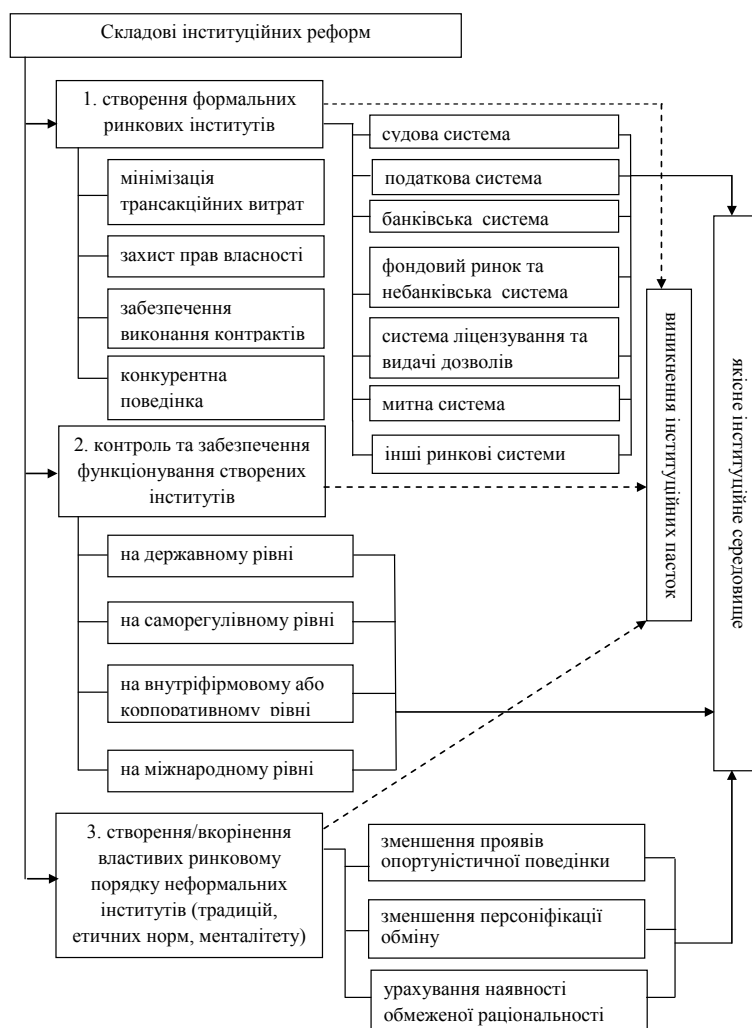 Складові інституційних реформ
1. створення формальних
ринкових інститутів
мінімізація
трансакційних витрат
захист прав власності
забезпечення
виконання контрактів
конкурентна
поведінка
судова система
податкова система
банківська система
фондовий ринок та
небанківська система
система ліцензування та
видачі дозволів
митна система
інші ринкові системи
2. контроль та забезпечення
функціонування створених
інститутів
на державному рівні
на саморегулівному рівні
на внутріфірмовому або
корпоративному рівні
на міжнародному рівні
3. створення/вкорінення
властивих ринковому
порядку неформальних
інститутів (традицій,
етичних норм, менталітету)
зменшення проявів
опортуністичної поведінки
зменшення персоніфікації
обміну
урахування наявності
обмеженої раціональності
виникнення інституційних пасток
якісне інституційне середовище